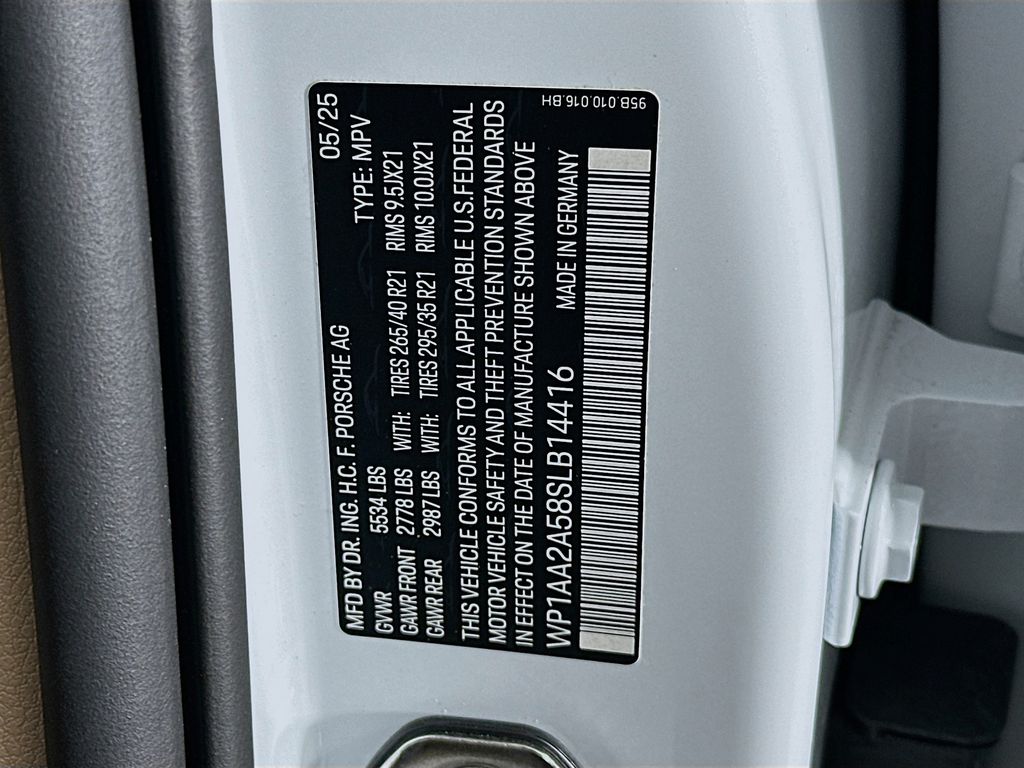 05/25
MFD BY DR. ING. H.C. F. PORSCHE AG
TYPE: MPV
GVWR 5534 LBS
GAWR FRONT 2778 LBS WITH: TIRES 265/40 R21 RIMS 9.5JX21
GAWR REAR 2987 LBS WITH: TIRES 295/35 R21 RIMS 10.0JX21
THIS VEHICLE CONFORMS TO ALL APPLICABLE U.S. FEDERAL
MOTOR VEHICLE SAFETY AND THEFT PREVENTION STANDARDS
IN EFFECT ON THE DATE OF MANUFACTURE SHOWN ABOVE
WP1AA2A58SLB14416 MADE IN GERMANY
95B.010.016.BH